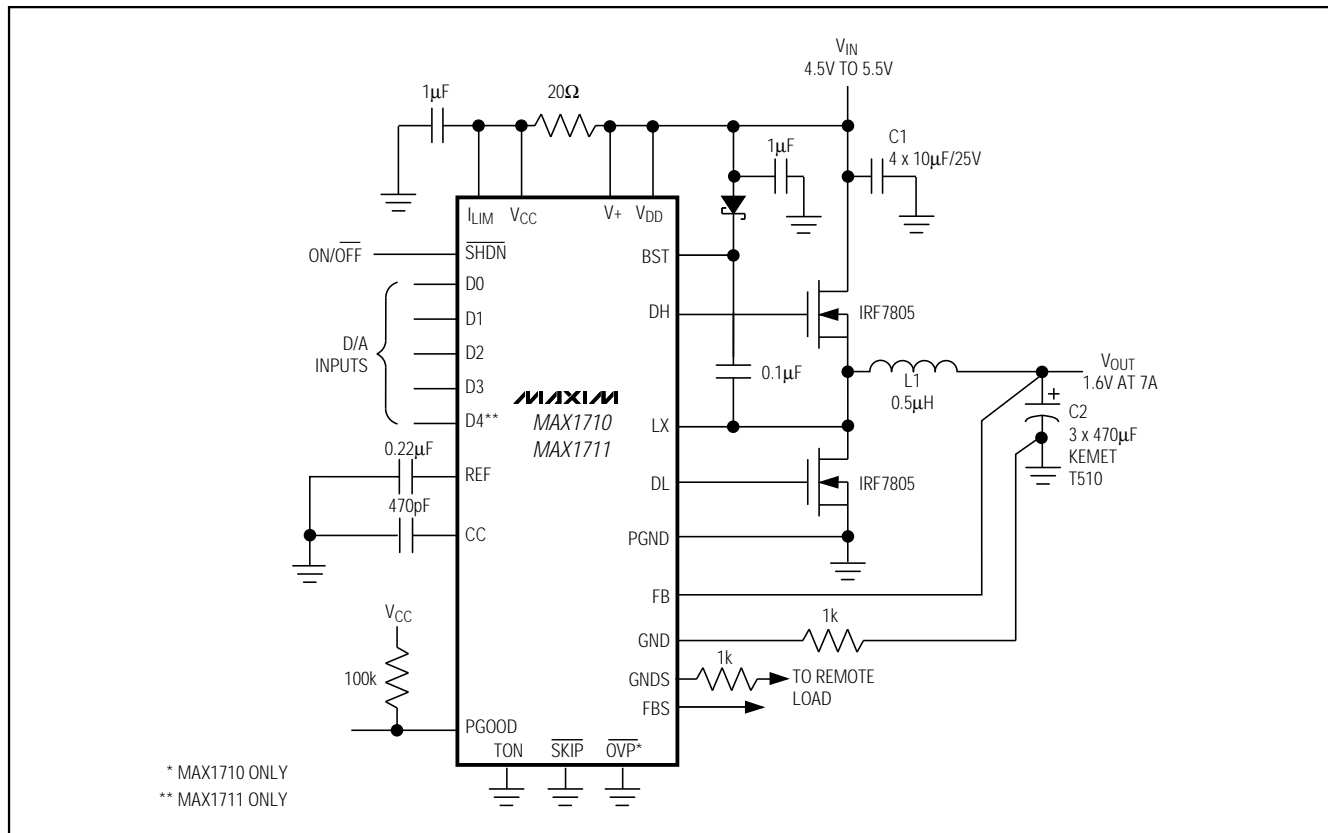 V_IN
4.5V TO 5.5V
1μF
20Ω
C1
4 x 10μF/25V
1μF
I_LIM
V_CC
V+
V_DD
ON/OFF
SHDN
BST
D0
D1
D2
D3
D4**
D/A
INPUTS
DH
IRF7805
0.1μF
MAXIM
MAX1710
MAX1711
L1
0.5μH
V_OUT
1.6V AT 7A
+
C2
3 x 470μF
KEMET
T510
LX
0.22μF
REF
DL
IRF7805
470pF
CC
PGND
FB
V_CC
GND
1k
100k
GNDS
1k
TO REMOTE
LOAD
FBS
PGOOD
TON
SKIP
OVP*
* MAX1710 ONLY
** MAX1711 ONLY